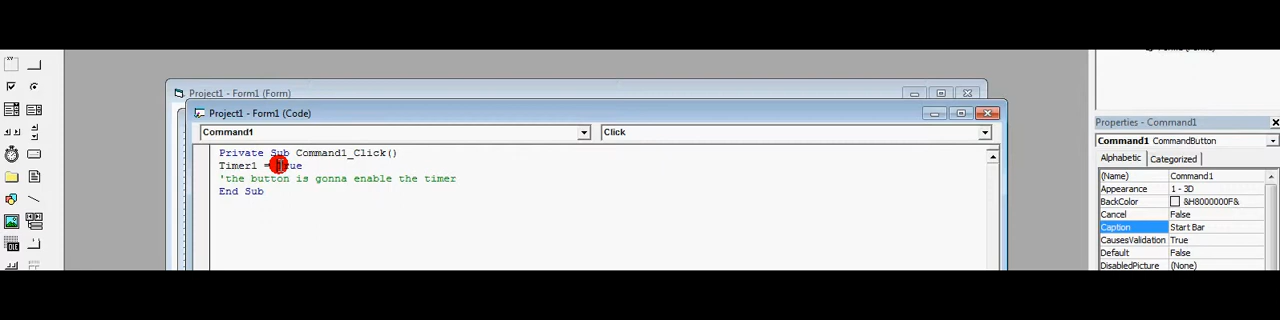 Project1 - Form1 (Form)
Project1 - Form1 (Code)
Command1
Click
Private Sub Command1_Click()
Timer1 = True
'the button is gonna enable the timer
End Sub
Properties - Command1
Command1 CommandButton
Alphabetic
Categorized
(Name) Command1
Appearance 1 - 3D
BackColor &H8000000F&
Cancel False
Caption Start Bar
CausesValidation True
Default False
DisabledPicture (None)